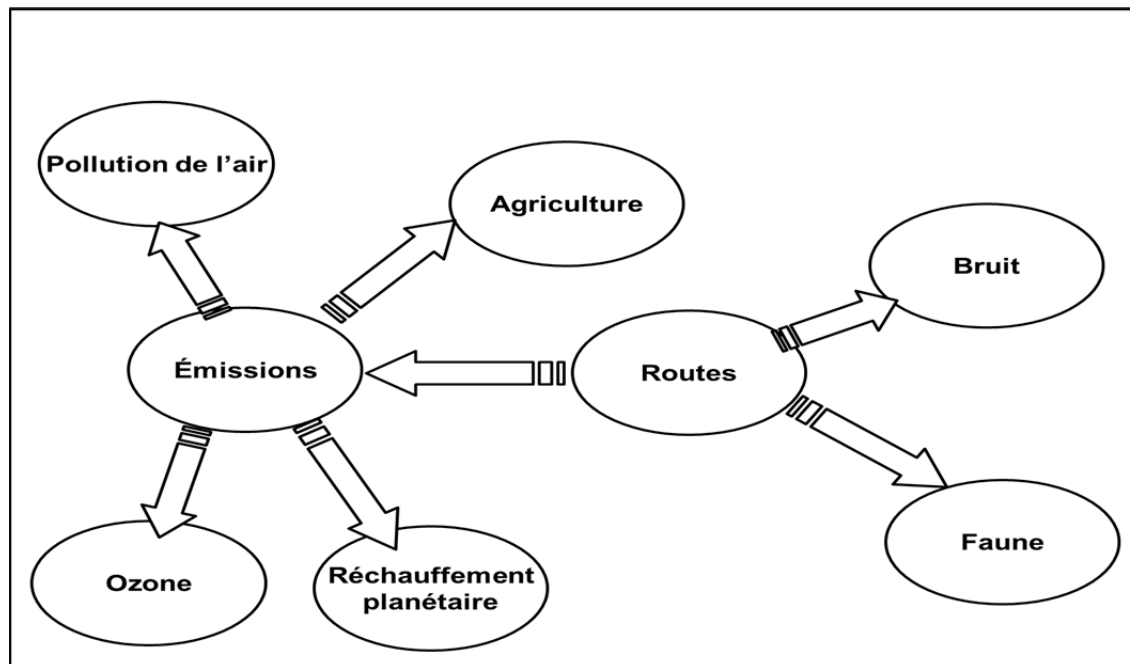 Pollution de l'air
Agriculture
Bruit
Émissions
Routes
Faune
Ozone
Réchauffement
planétaire